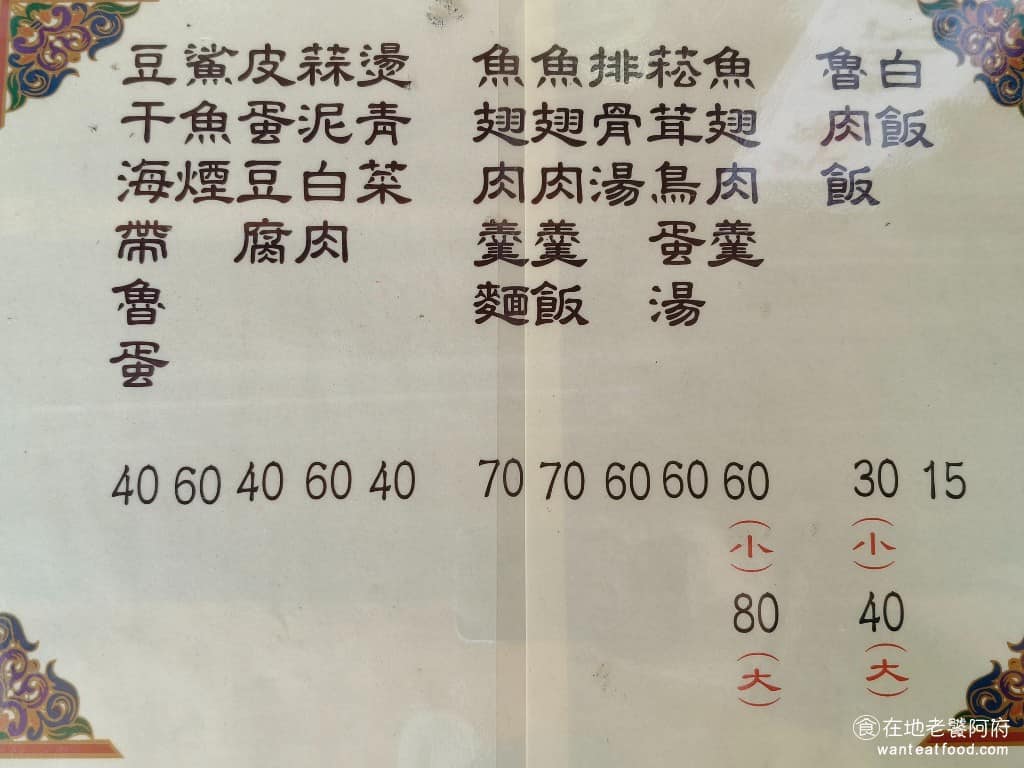 白飯 15
魯肉飯 30(小) 40(大)
魚翅肉羹 60(小) 80(大)
菘茸鳥蛋湯 60
排骨湯 60
魚翅肉羹飯 70
魚翅肉羹麵 70
燙青菜 40
蒜泥白肉 60
皮蛋豆腐 40
鯊魚煙 60
豆干海帶魯蛋 40
食在地老饕阿府
wanteatfood.com